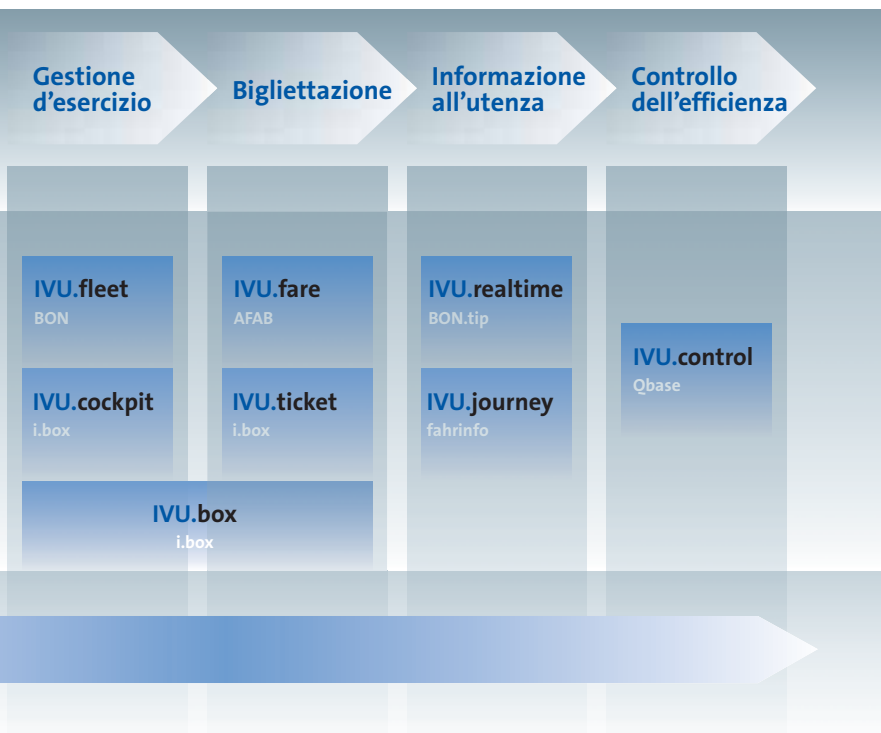 Gestione
d'esercizio
Bigliettazione
Informazione
all'utenza
Controllo
dell'efficienza
IVU.fleet
BON
IVU.fare
AFAB
IVU.realtime
BON.tip
IVU.control
Qbase
IVU.cockpit
i.box
IVU.ticket
i.box
IVU.journey
fahrinfo
IVU.box
i.box